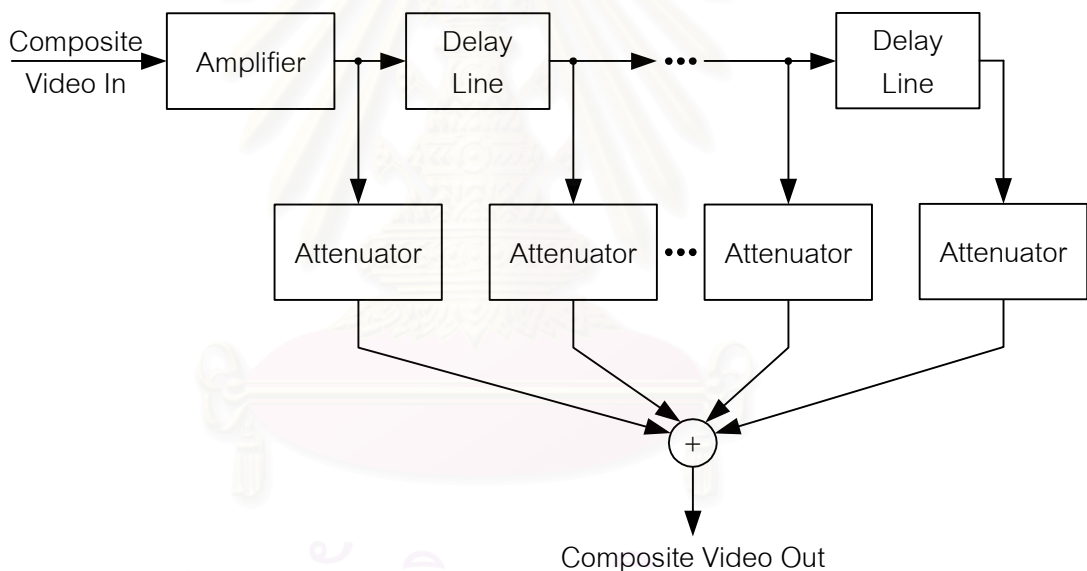 Composite
Video In
Amplifier
Delay
Line
•••
Delay
Line
Attenuator
Attenuator
•••
Attenuator
Attenuator
+
Composite Video Out